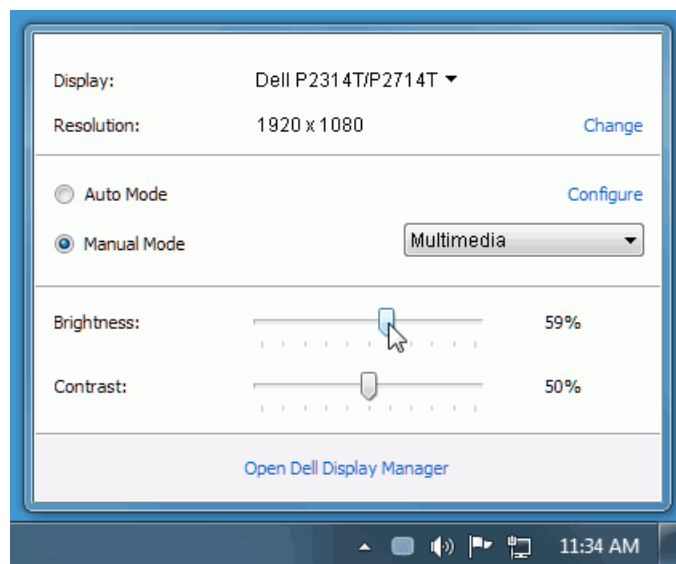 Display: Dell P2314T/P2714T
Resolution: 1920 x 1080 Change
Auto Mode Configure
Manual Mode Multimedia
Brightness: 59%
Contrast: 50%
Open Dell Display Manager
11:34 AM